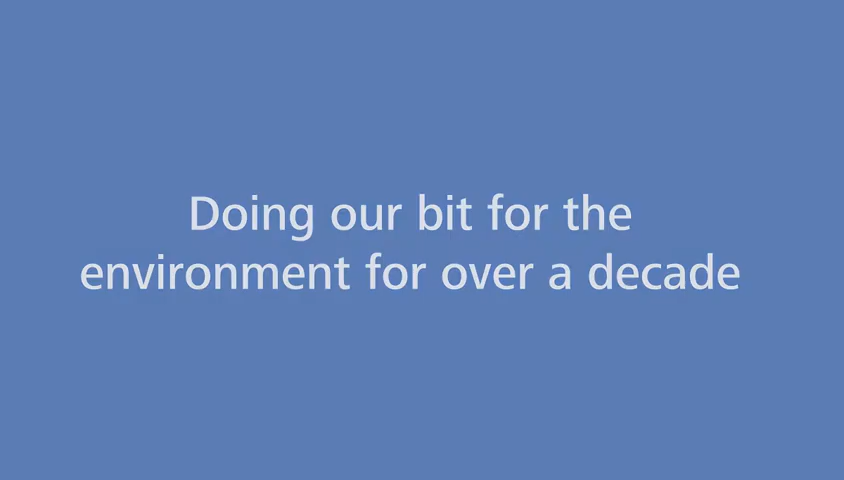 Doing our bit for the
environment for over a decade